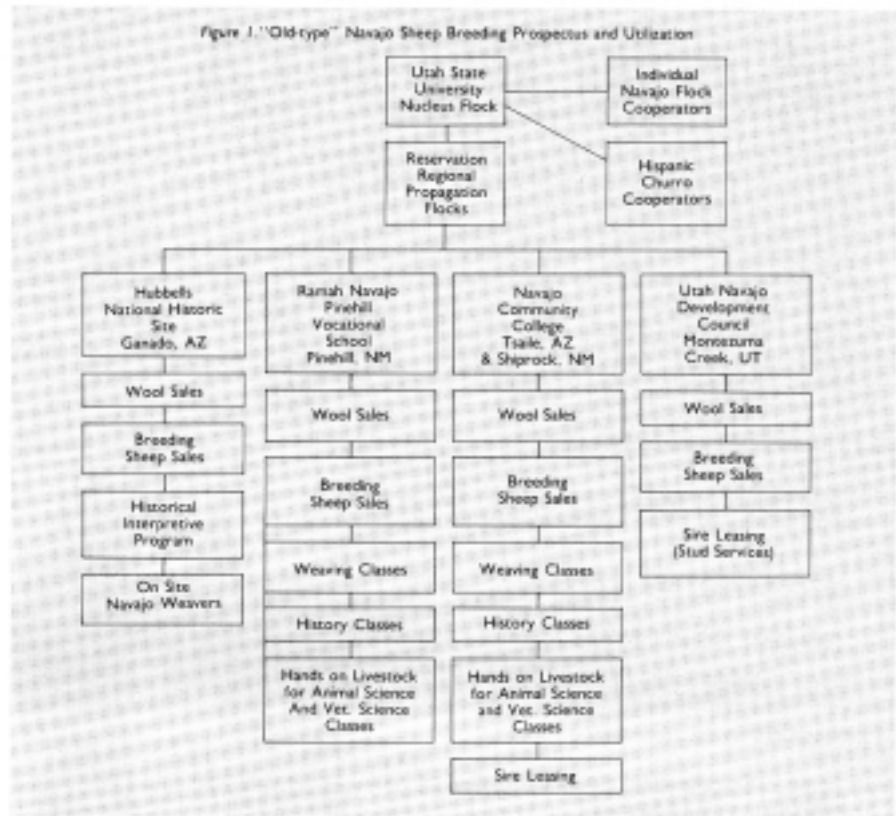 Figure 1. "Old-type" Navajo Sheep Breeding Prospectus and Utilization
Utah State
University
Nucleus Flock
Individual
Navajo Flock
Cooperators
Reservation
Regional
Propagation
Flocks
Hispanic
Churro
Cooperators
Hubbells
National Historic
Site
Ganado, AZ
Wool Sales
Breeding
Sheep Sales
Historical
Interpretive
Program
On Site
Navajo Weavers
Ramah Navajo
Pinehill
Vocational
School
Pinehill, NM
Wool Sales
Breeding
Sheep Sales
Weaving Classes
History Classes
Hands on Livestock
for Animal Science
And Vet. Science
Classes
Navajo
Community
College
Tsaile, AZ
& Shiprock, NM
Wool Sales
Breeding
Sheep Sales
Weaving Classes
History Classes
Hands on Livestock
for Animal Science
and Vet. Science
Classes
Sire Leasing
Utah Navajo
Development
Council
Montezuma
Creek, UT
Wool Sales
Breeding
Sheep Sales
Sire Leasing
(Stud Services)